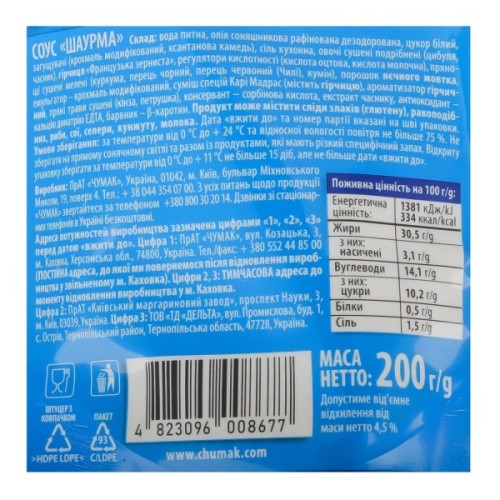 СОУС «ШАУРМА» Склад: вода питна, олія соняшникова рафінована дезодорована, цукор білий,
загущувачі (крохмаль модифікований, ксантанова камедь), сіль кухонна, овочі сушені подрібнені (цибуля,
часник), гірчиця «Французька зерниста», регулятори кислотності (кислота оцтова, кислота молочна), пряно-
щі сушені мелені (куркума, перець чорний, перець червоний (Чилі), кумін), порошок яєчного жовтка,
емульгатор – крохмаль модифікований, суміш спецій Карі Мадрас (містить гірчицю), ароматизатор гірчич-
ний, пряні трави сушені (кінза, петрушка), консервант – сорбінова кислота, екстракт часнику, антиоксидант –
кальцію динатрію ЕДТА, барвник – β-каротин. Продукт може містити сліди злаків (глютену), ракоподіб-
них, риби, сої, селери, кунжуту, молока. Дата «вжити до» та номер партії вказані на шві упаковки.
Умови зберігання: за температури від 0 °С до + 24 °С та відносної вологості повітря не більше 75 %. Не
зберігати на прямому сонячному світлі та разом із продуктами, які мають різкий специфічний запах. Відкриту
упаковку зберігати за температури від 0 °С до + 11 °С не більше 15 діб, але не більше дати «вжити до».
Виробник: ПрАТ «ЧУМАК», Україна, 01042, м. Київ, бульвар Міхновського
Миколи, 19, поверх 4. Тел.: + 38 044 354 07 00. З усіх питань щодо продукції
«ЧУМАК» звертайтеся за телефоном +380 800 30 20 14. Дзвінки зі стаціонарних
телефонів в Україні безкоштовні.
Адреса потужностей виробництва зазначена цифрами «1», «2», «3»
перед датою «вжити до». Цифра 1: ПрАТ «ЧУМАК», вул. Козацька, 3,
м. Каховка, Херсонська обл., 74800, Україна. Тел./факс: + 380 552 44 85 00
(ПОСТІЙНА адреса, до якої ми повернемося після відновлення вироб-
ництва у звільненому м. Каховка). Цифри 2, 3: ТИМЧАСОВА адреса до
моменту відновлення виробництва у м. Каховка.
Цифра 2: ПрАТ «Київський маргариновий завод», проспект Науки, 3,
м. Київ, 03039, Україна. Цифра 3: ТОВ «ТД «ДЕЛЬТА», вул. Промислова, буд. 1,
Тернопільська область, Україна, 47728, Україна.
Поживна цінність на 100 г/g:
Енергетична цінність: 1381 кДж/kJ
334 ккал/kcal
Жири 30,5 г/g
з них: насичені 3,1 г/g
Вуглеводи 14,1 г/g
з них: цукри 10,2 г/g
Білки 0,5 г/g
Сіль 1,5 г/g
МАСА НЕТТО: 200 г/g
Допустиме від'ємне
відхилення від
маси нетто 4,5 %
ШТУЦЕР З
КОВПАЧКОМ
ПАКЕТ
93
>HDPE LDPE<
C/LDPE
4 823096 008677
www.chumak.com